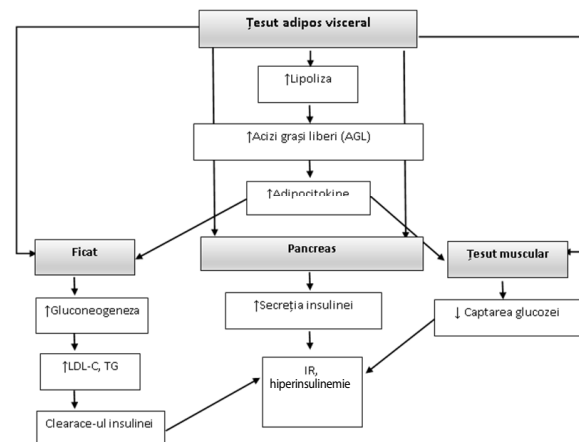 Țesut adipos visceral
↑Lipoliza
↑Acizi grași liberi (AGL)
↑Adipocitokine
Ficat
Pancreas
Țesut muscular
↑Gluconeogeneza
↑Secreția insulinei
↓ Captarea glucozei
↑LDL-C, TG
IR,
hiperinsulinemie
Clearace-ul insulinei